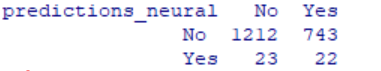 predictions_neural No Yes
No 1212 743
Yes 23 22